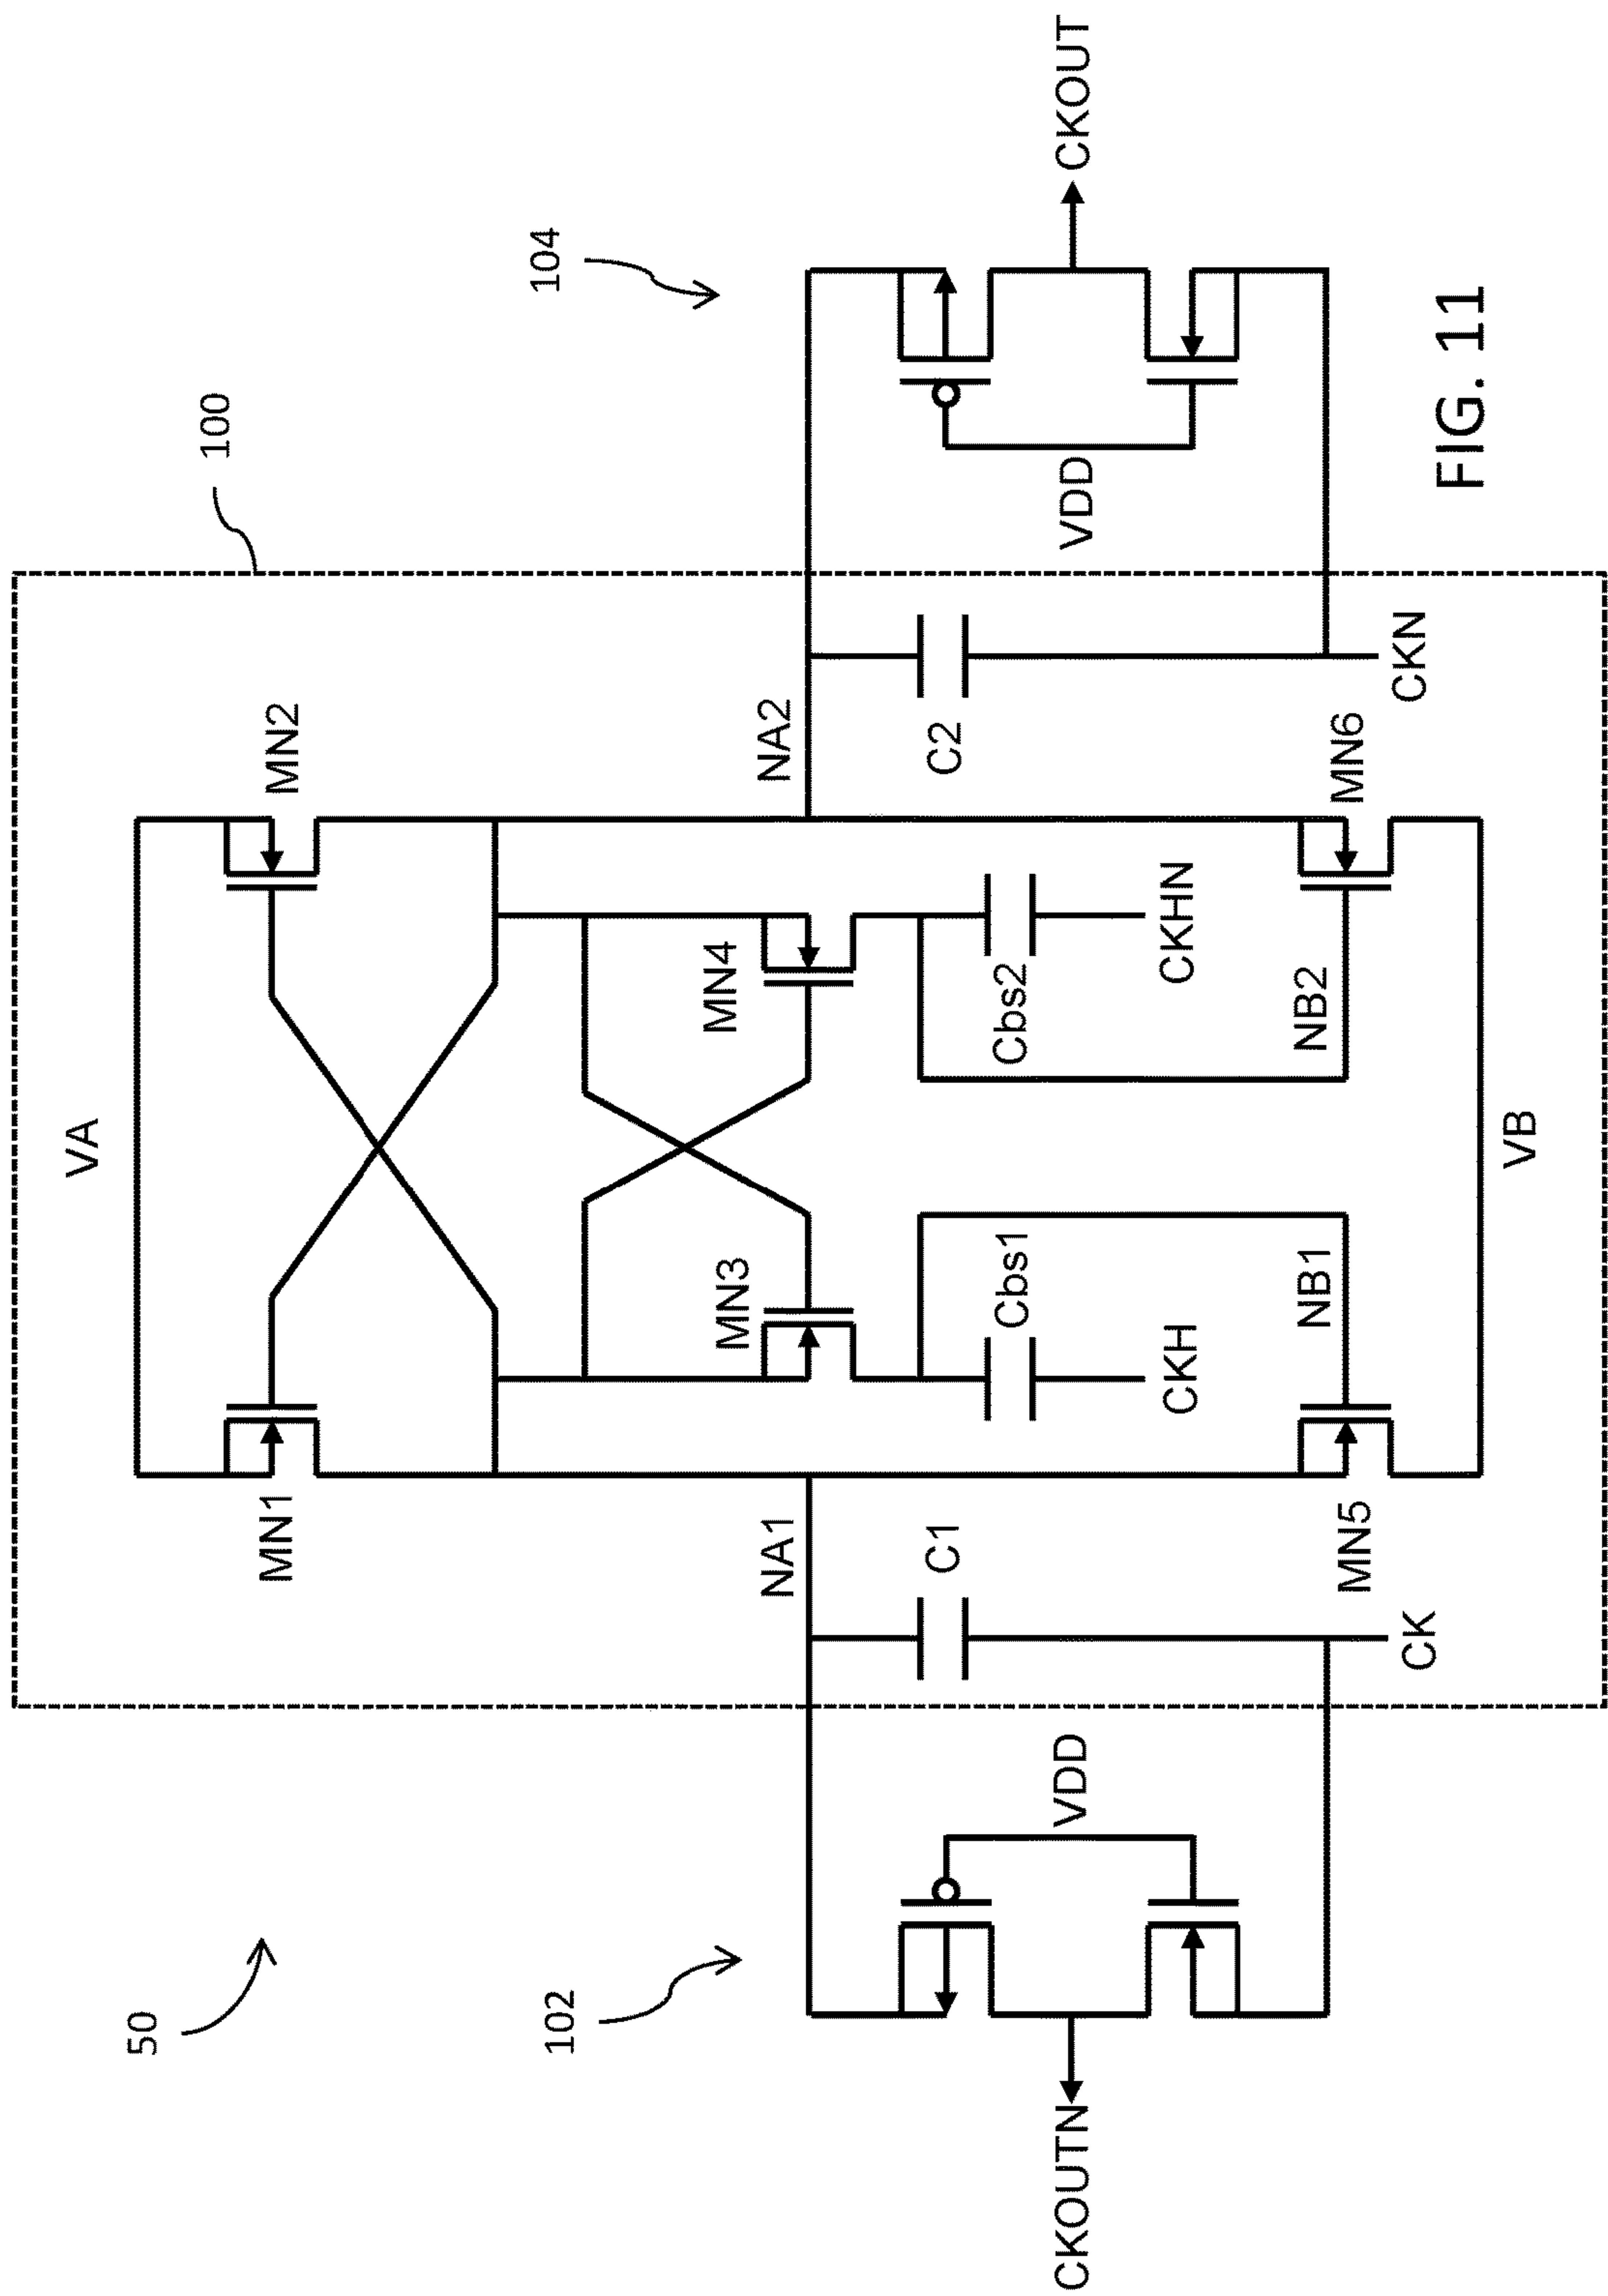 50
100
VA
MN1
MN2
102
104
MN3
MN4
NA1
NA2
C1
C2
Cbs1
Cbs2
CKOUTN
VDD
VDD
CKOUT
CKH
CKHN
NB1
NB2
MN5
MN6
CK
CKN
VB
FIG. 11